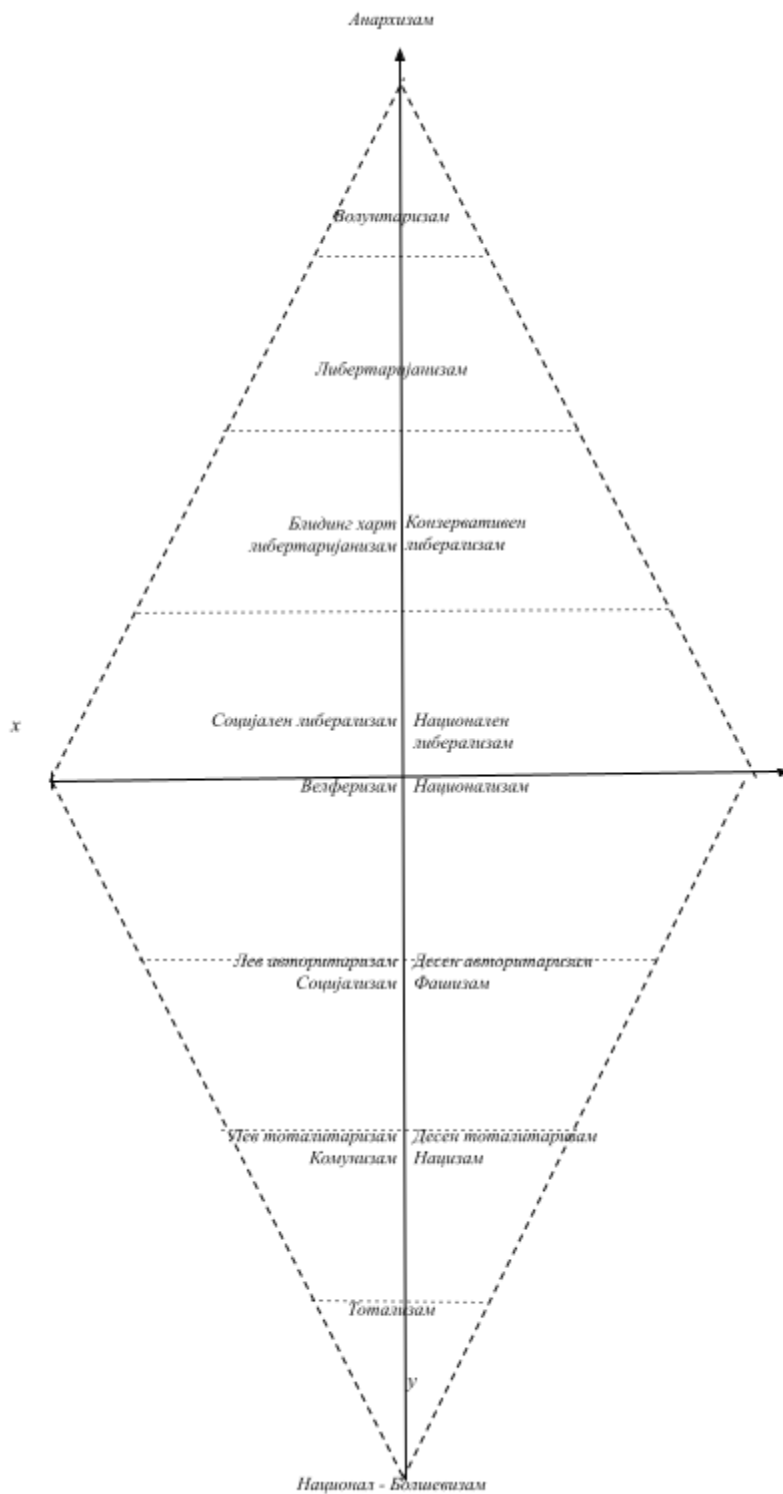 Анархизам
Волунтаризам
Либертаријанизам
Блидинг харт
либертаријанизам
Конзервативен
либерализам
Социјален либерализам
Национален
либерализам
x
Велферизам
Национализам
Лев авторитаризам
Социјализам
Десен авторитаризам
Фашизам
Лев тоталитаризам
Комунизам
Десен тоталитаризам
Нацизам
Тотализам
y
Национал - Болшевизам